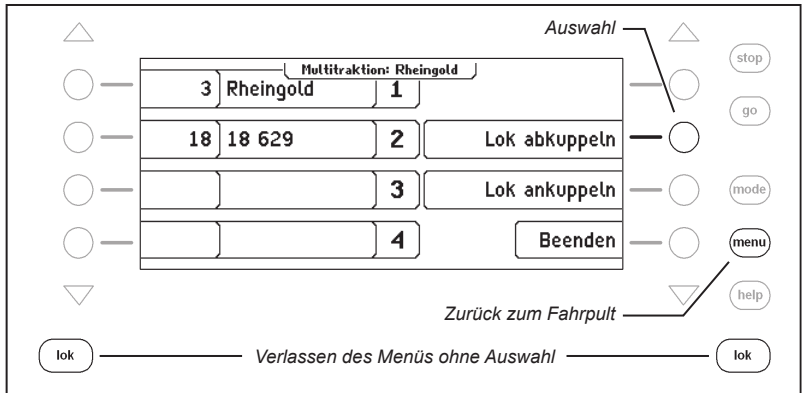 Auswahl
stop
Multitraktion: Rheingold
3 Rheingold 1
go
18 18 629 2 Lok abkuppeln
3 Lok ankuppeln
mode
4 Beenden
menu
help
Zurück zum Fahrpult
lok Verlassen des Menüs ohne Auswahl lok